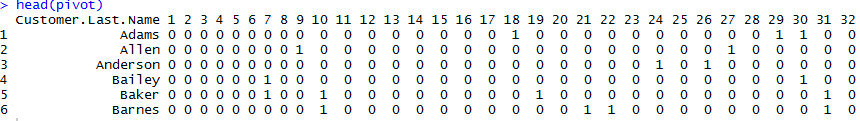 > head(pivot)
Customer.Last.Name 1 2 3 4 5 6 7 8 9 10 11 12 13 14 15 16 17 18 19 20 21 22 23 24 25 26 27 28 29 30 31 32
1 Adams 0 0 0 0 0 0 0 0 0 0 0 0 0 0 0 0 0 1 0 0 0 0 0 0 0 0 0 0 1 1 0 0
2 Allen 0 0 0 0 0 0 0 0 1 0 0 0 0 0 0 0 0 0 0 0 0 0 0 0 0 0 1 0 0 0 0 0
3 Anderson 0 0 0 0 0 0 0 0 0 0 0 0 0 0 0 0 0 0 0 0 0 0 0 1 0 1 0 0 0 0 0 0
4 Bailey 0 0 0 0 0 0 1 0 0 0 0 0 0 0 0 0 0 0 0 0 0 0 0 0 0 0 0 0 0 1 0 0
5 Baker 0 0 0 0 0 0 1 0 0 1 0 0 0 0 0 0 0 0 1 0 0 0 0 0 0 0 0 0 0 0 1 0
6 Barnes 0 0 0 0 0 0 0 0 0 1 0 0 0 0 0 0 0 0 0 0 1 1 0 0 0 0 0 0 0 0 1 0